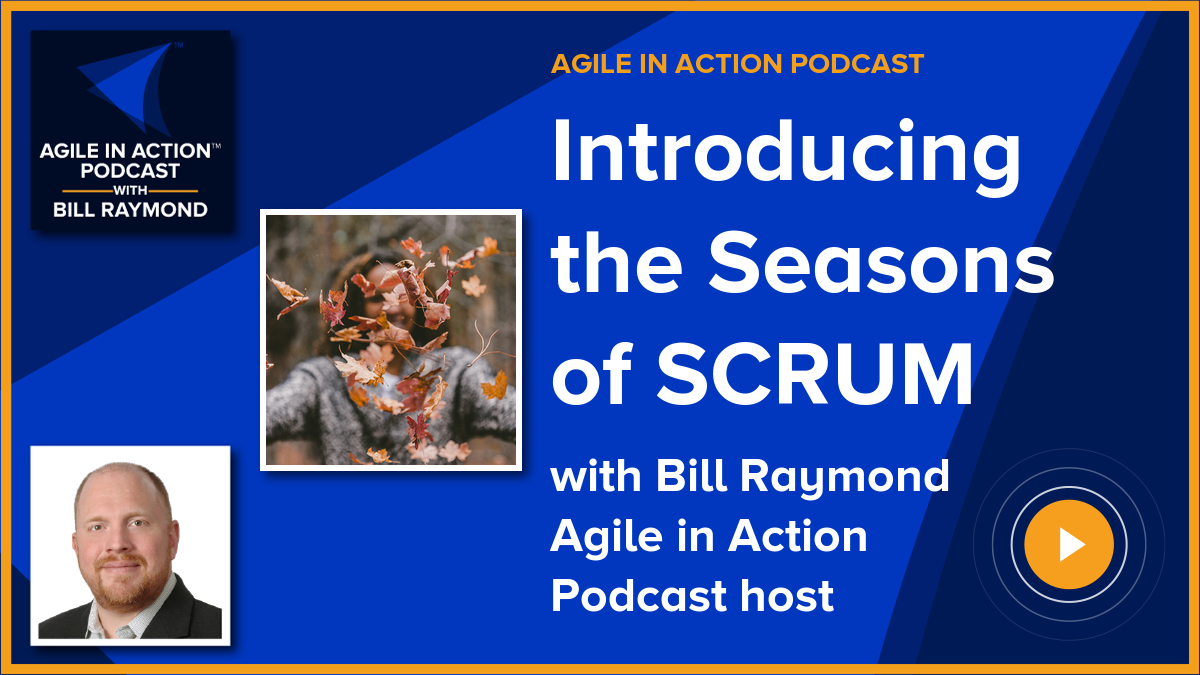 AGILE IN ACTION™
PODCAST
WITH
BILL RAYMOND
AGILE IN ACTION PODCAST
Introducing
the Seasons
of SCRUM
with Bill Raymond
Agile in Action
Podcast host